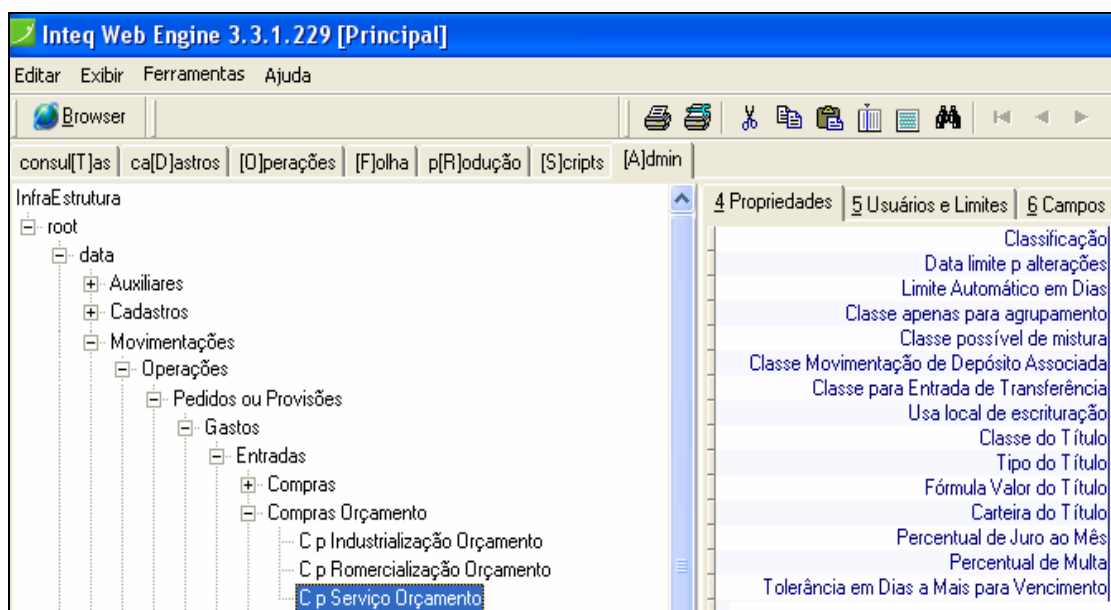 Inteq Web Engine 3.3.1.229 [Principal]
Editar Exibir Ferramentas Ajuda
Browser
consul[T]as ca[D]astros [O]perações [F]olha p[R]odução [S]cripts [A]dmin
InfraEstrutura
root
data
Auxiliares
Cadastros
Movimentações
Operações
Pedidos ou Provisões
Gastos
Entradas
Compras
Compras Orçamento
C p Industrialização Orçamento
C p Romercialização Orçamento
C p Serviço Orçamento
4 Propriedades 5 Usuários e Limites 6 Campos
Classificação
Data limite p alterações
Limite Automático em Dias
Classe apenas para agrupamento
Classe possível de mistura
Classe Movimentação de Depósito Associada
Classe para Entrada de Transferência
Usa local de escrituração
Classe do Título
Tipo do Título
Fórmula Valor do Título
Carteira do Título
Percentual de Juro ao Mês
Percentual de Multa
Tolerância em Dias a Mais para Vencimento